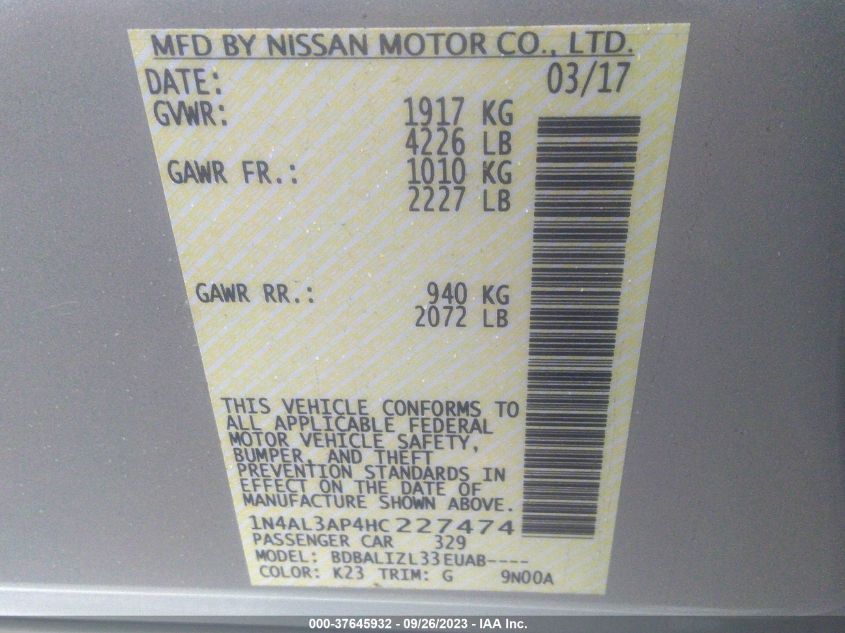 MFD BY NISSAN MOTOR CO., LTD.
DATE: 03/17
GVWR: 1917 KG
4226 LB
GAWR FR.: 1010 KG
2227 LB
GAWR RR.: 940 KG
2072 LB
THIS VEHICLE CONFORMS TO
ALL APPLICABLE FEDERAL
MOTOR VEHICLE SAFETY,
BUMPER, AND THEFT
PREVENTION STANDARDS IN
EFFECT ON THE DATE OF
MANUFACTURE SHOWN ABOVE.
1N4AL3AP4HC227474
PASSENGER CAR 329
MODEL: BDBALIZL33EUAB----
COLOR: K23 TRIM: G 9N00A
000-37645932 - 09/26/2023 - IAA Inc.